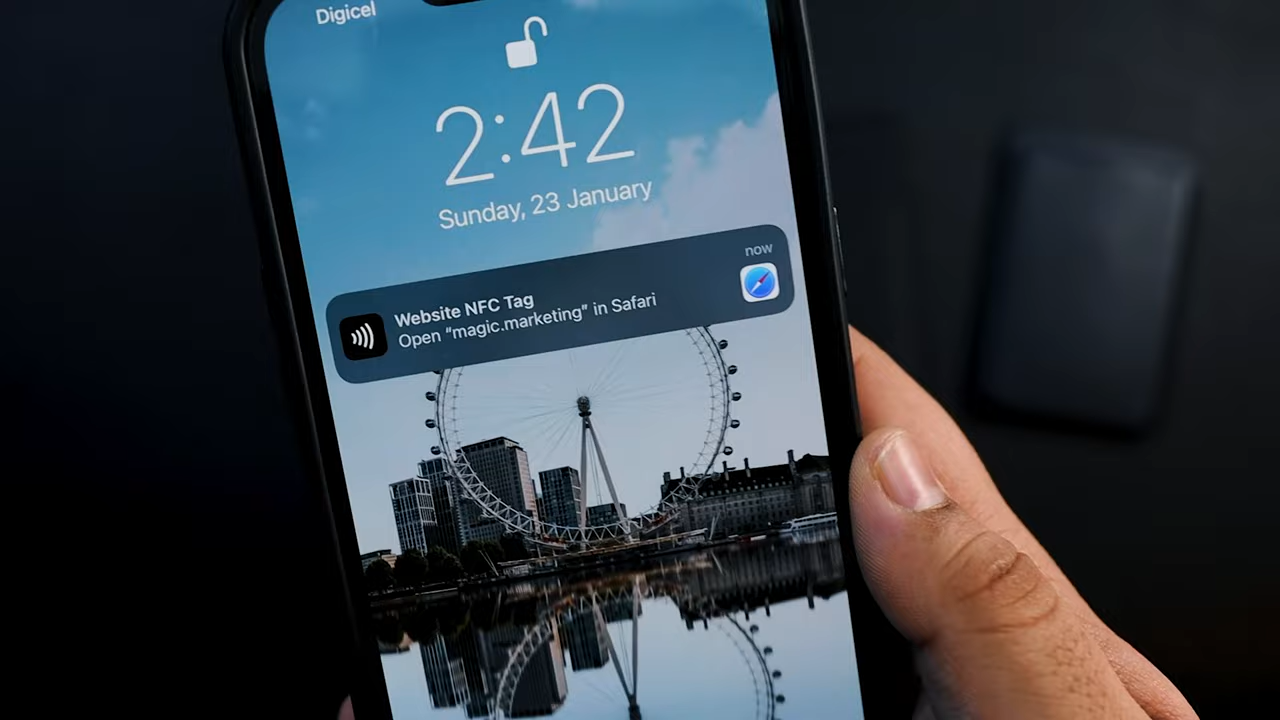 Digicel
2:42
Sunday, 23 January
now
Website NFC Tag
Open “magic.marketing” in Safari